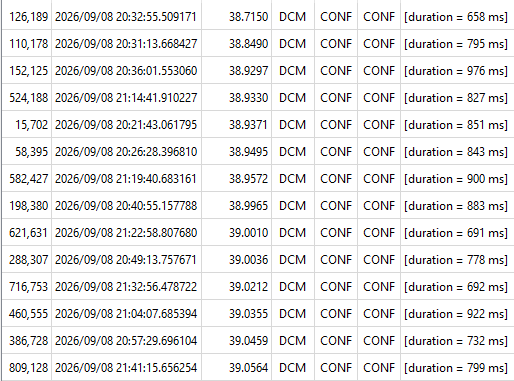 126,189 2026/09/08 20:32:55.509171 38.7150 DCM CONF CONF [duration = 658 ms]
110,178 2026/09/08 20:31:13.668427 38.8490 DCM CONF CONF [duration = 795 ms]
152,125 2026/09/08 20:36:01.553060 38.9297 DCM CONF CONF [duration = 976 ms]
524,188 2026/09/08 21:14:41.910227 38.9330 DCM CONF CONF [duration = 827 ms]
15,702 2026/09/08 20:21:43.061795 38.9371 DCM CONF CONF [duration = 851 ms]
58,395 2026/09/08 20:26:28.396810 38.9495 DCM CONF CONF [duration = 843 ms]
582,427 2026/09/08 21:19:40.683161 38.9572 DCM CONF CONF [duration = 900 ms]
198,380 2026/09/08 20:40:55.157788 38.9965 DCM CONF CONF [duration = 883 ms]
621,631 2026/09/08 21:22:58.807680 39.0010 DCM CONF CONF [duration = 691 ms]
288,307 2026/09/08 20:49:13.757671 39.0036 DCM CONF CONF [duration = 778 ms]
716,753 2026/09/08 21:32:56.478722 39.0212 DCM CONF CONF [duration = 692 ms]
460,555 2026/09/08 21:04:07.685394 39.0355 DCM CONF CONF [duration = 922 ms]
386,728 2026/09/08 20:57:29.696104 39.0459 DCM CONF CONF [duration = 732 ms]
809,128 2026/09/08 21:41:15.656254 39.0564 DCM CONF CONF [duration = 799 ms]